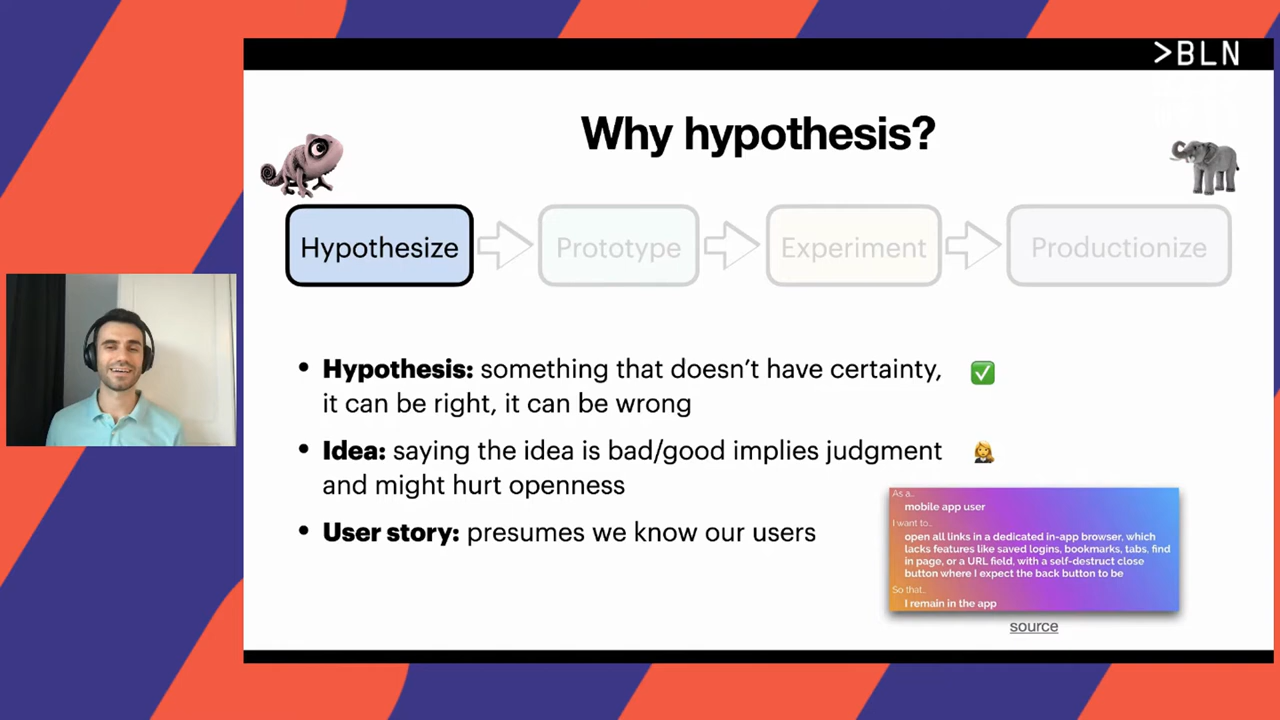 >BLN
Why hypothesis?
Hypothesize
Prototype
Experiment
Productionize
• Hypothesis: something that doesn't have certainty,
it can be right, it can be wrong
• Idea: saying the idea is bad/good implies judgment
and might hurt openness
• User story: presumes we know our users
As a..
mobile app user
I want to..
open all links in a dedicated in-app browser, which
lacks features like saved logins, bookmarks, tabs, find
in page, or a URL field, with a self-destruct close
button where I expect the back button to be
So that..
I remain in the app
source